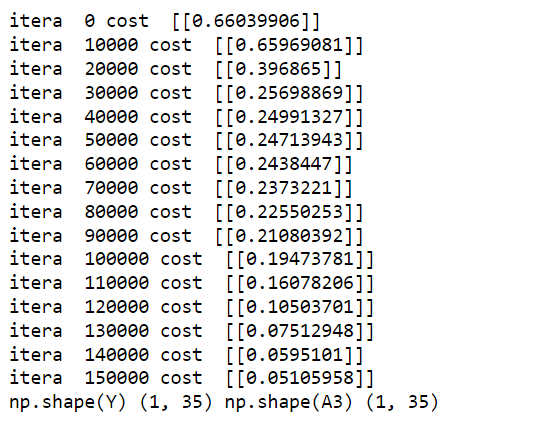 itera  0 cost  [[0.66039906]]
itera  10000 cost  [[0.65969081]]
itera  20000 cost  [[0.396865]]
itera  30000 cost  [[0.25698869]]
itera  40000 cost  [[0.24991327]]
itera  50000 cost  [[0.24713943]]
itera  60000 cost  [[0.2438447]]
itera  70000 cost  [[0.2373221]]
itera  80000 cost  [[0.22550253]]
itera  90000 cost  [[0.21080392]]
itera  100000 cost  [[0.19473781]]
itera  110000 cost  [[0.16078206]]
itera  120000 cost  [[0.10503701]]
itera  130000 cost  [[0.07512948]]
itera  140000 cost  [[0.0595101]]
itera  150000 cost  [[0.05105958]]
np.shape(Y) (1, 35) np.shape(A3) (1, 35)